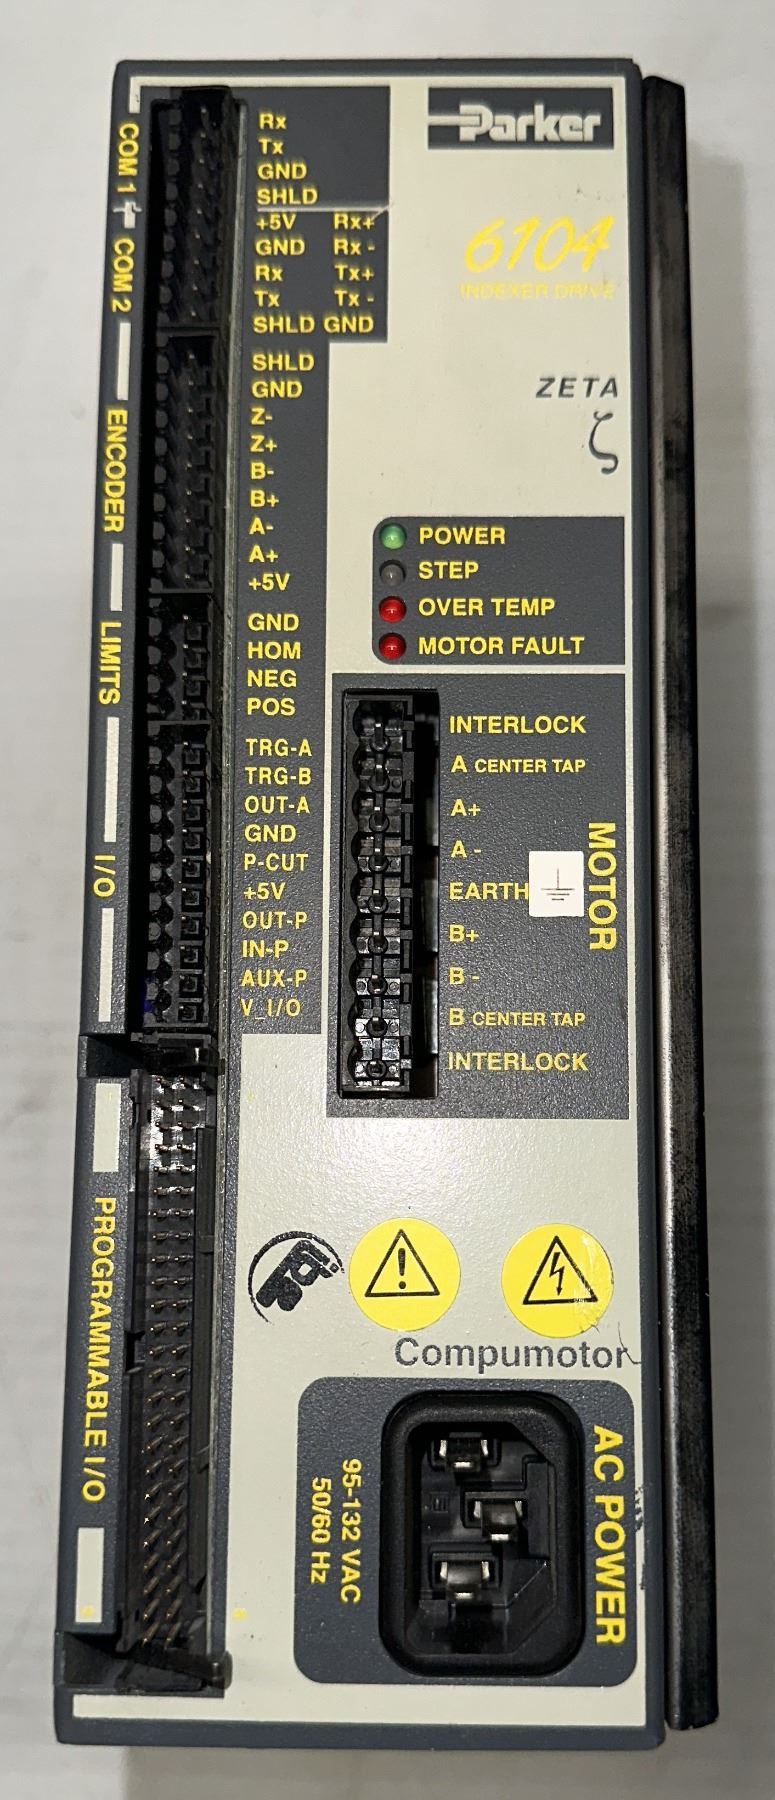 Parker
6104
INDEXER DRIVE
ZETA
ζ
COM 1
COM 2
Rx
Tx
GND
SHLD
+5V Rx+
GND Rx -
Rx Tx+
Tx Tx -
SHLD GND
ENCODER
SHLD
GND
Z-
Z+
B-
B+
A-
A+
+5V
LIMITS
GND
HOM
NEG
POS
I/O
TRG-A
TRG-B
OUT-A
GND
P-CUT
+5V
OUT-P
IN-P
AUX-P
V_I/O
PROGRAMMABLE I/O
POWER
STEP
OVER TEMP
MOTOR FAULT
MOTOR
INTERLOCK
A CENTER TAP
A+
A -
EARTH
B+
B -
B CENTER TAP
INTERLOCK
Compumotor
AC POWER
95-132 VAC
50/60 Hz